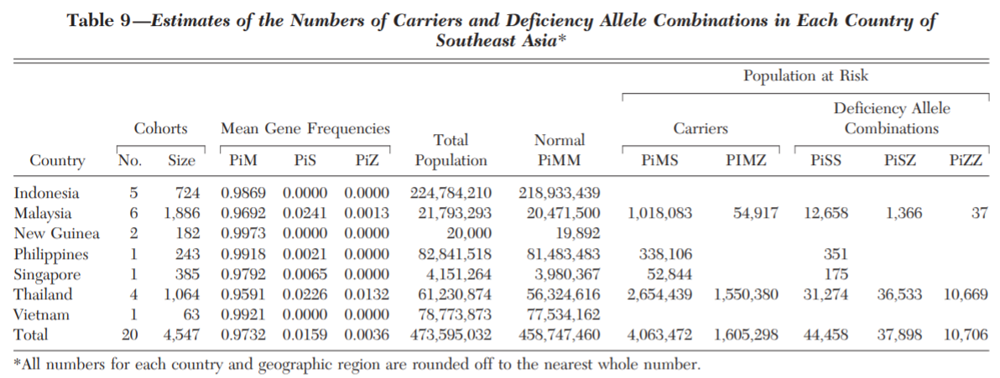 Table 9—Estimates of the Numbers of Carriers and Deficiency Allele Combinations in Each Country of
Southeast Asia*
Population at Risk
Deficiency Allele
Cohorts Mean Gene Frequencies Carriers Combinations
Total Normal
Country No. Size PiM PiS PiZ Population PiMM PiMS PIMZ PiSS PiSZ PiZZ
Indonesia 5 724 0.9869 0.0000 0.0000 224,784,210 218,933,439
Malaysia 6 1,886 0.9692 0.0241 0.0013 21,793,293 20,471,500 1,018,083 54,917 12,658 1,366 37
New Guinea 2 182 0.9973 0.0000 0.0000 20,000 19,892
Philippines 1 243 0.9918 0.0021 0.0000 82,841,518 81,483,483 338,106 351
Singapore 1 385 0.9792 0.0065 0.0000 4,151,264 3,980,367 52,844 175
Thailand 4 1,064 0.9591 0.0226 0.0132 61,230,874 56,324,616 2,654,439 1,550,380 31,274 36,533 10,669
Vietnam 1 63 0.9921 0.0000 0.0000 78,773,873 77,534,162
Total 20 4,547 0.9732 0.0159 0.0036 473,595,032 458,747,460 4,063,472 1,605,298 44,458 37,898 10,706
*All numbers for each country and geographic region are rounded off to the nearest whole number.